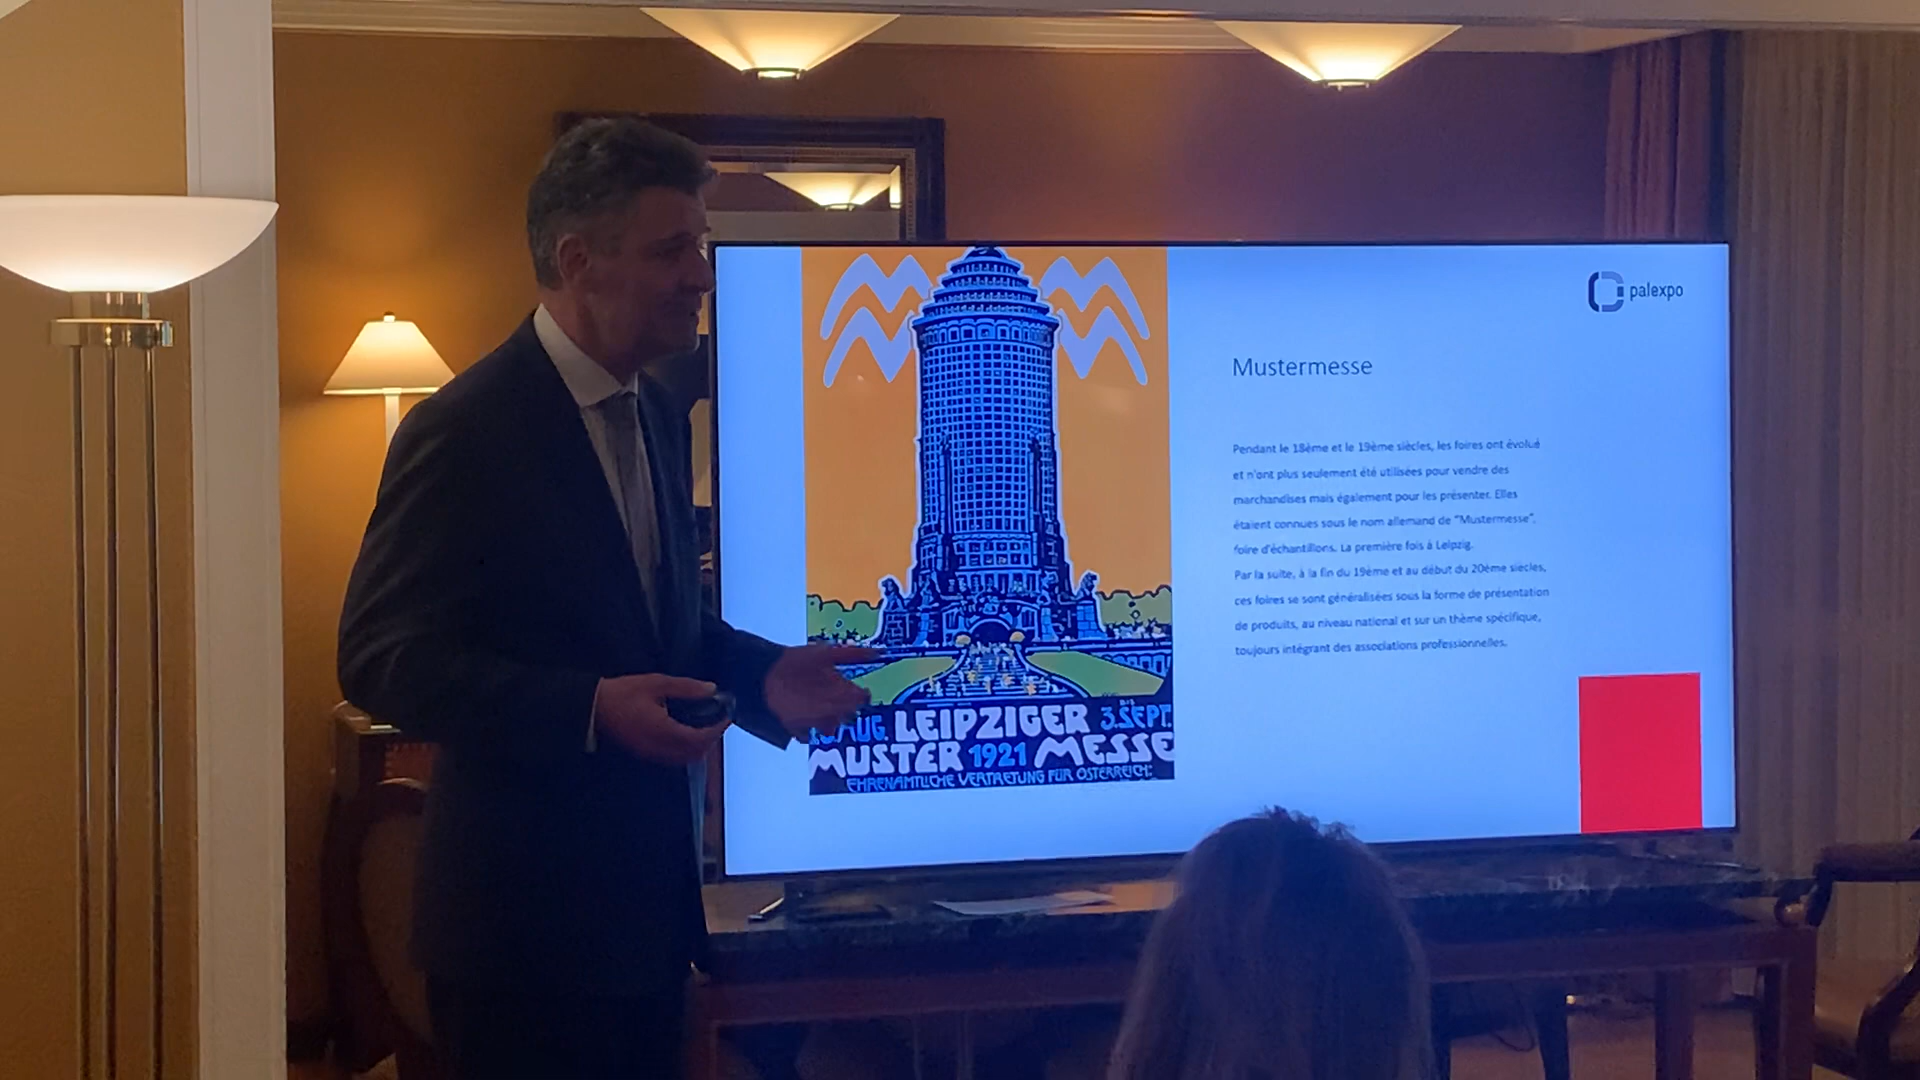 palexpo
Mustermesse
Pendant le 18ème et le 19ème siècles, les foires ont évolué
et n'ont plus seulement été utilisées pour vendre des
marchandises mais également pour les présenter. Elles
étaient connues sous le nom allemand de "Mustermesse",
foire d'échantillons. La première fois à Leipzig.
Par la suite, à la fin du 19ème et au début du 20ème siècles,
ces foires se sont généralisées sous la forme de présentation
de produits, au niveau national et sur un thème spécifique,
toujours intégrant des associations professionnelles.
AUG. LEIPZIGER BIS 3.SEPT.
MUSTER 1921 MESSE
EHRENAMTLICHE VERTRETUNG FÜR ÖSTERREICH: